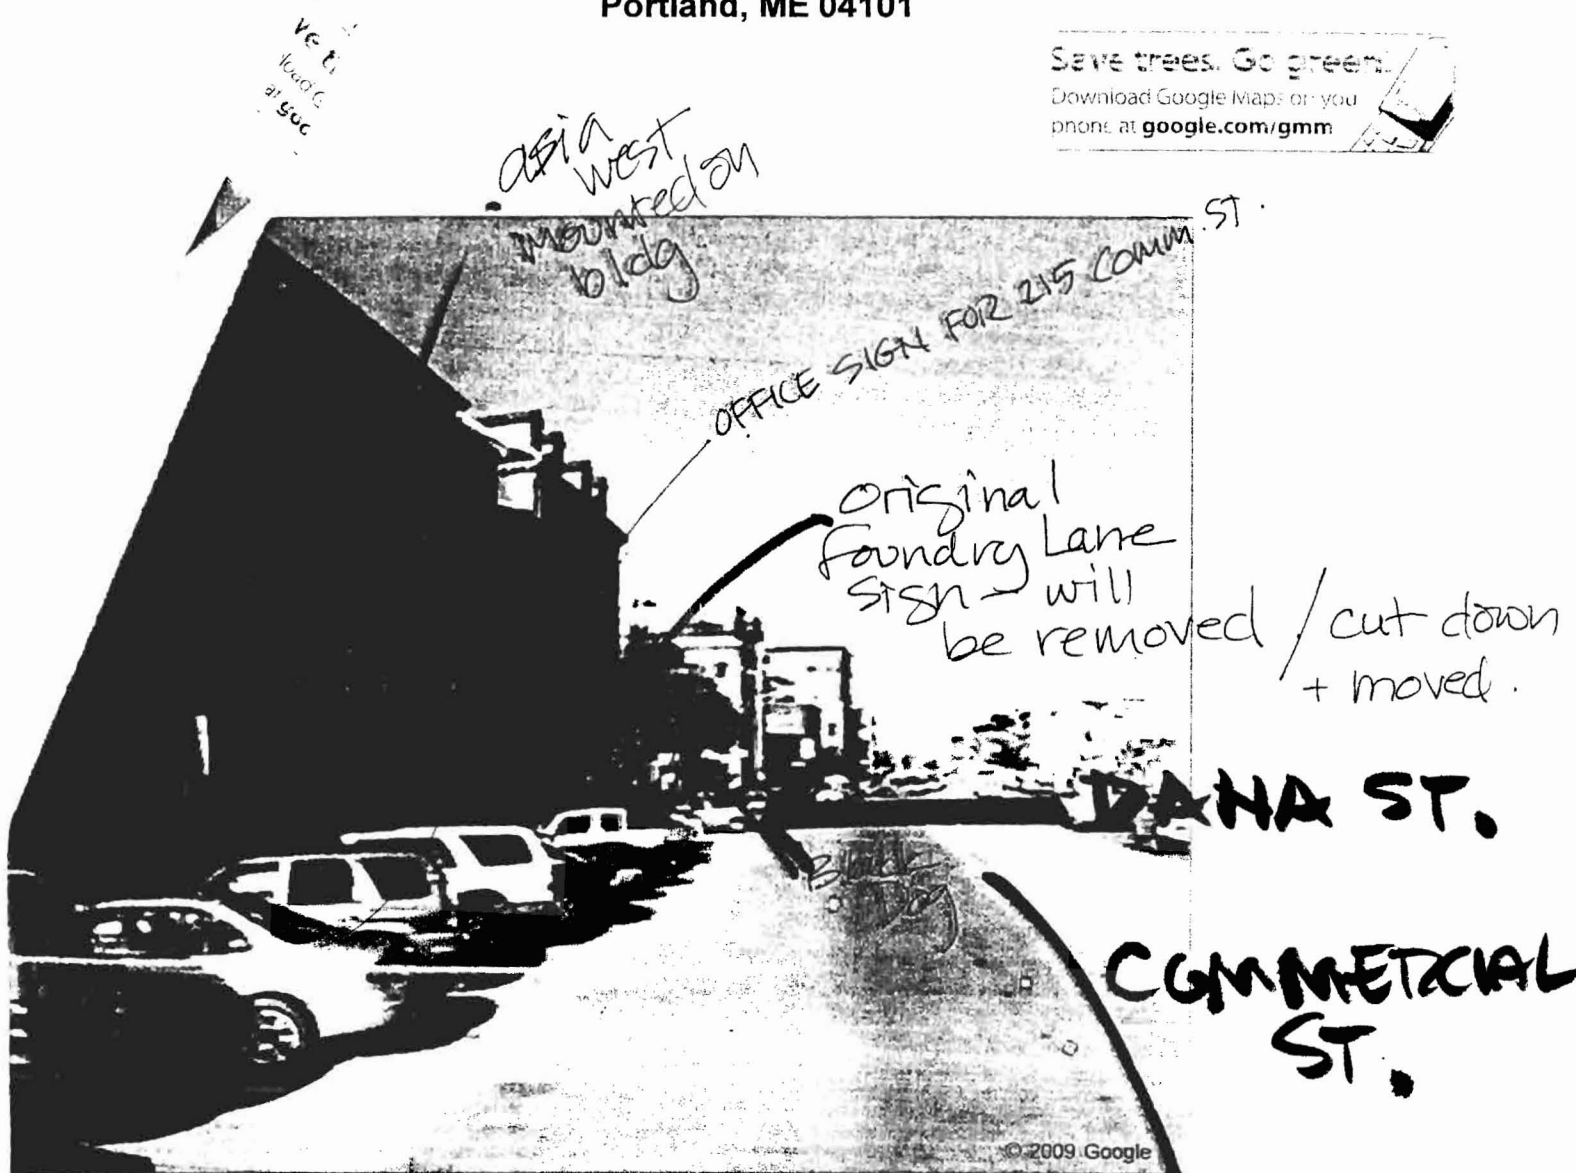 Portland, ME 04101
Save trees. Go green!
Download Google Maps on you
phone at google.com/gmm
asia
west
mounted on
bldg
OFFICE SIGN FOR 215 COMM. ST.
original
Foundry Lane
sign - will
be removed / cut down
+ moved.
DANA ST.
COMMERCIAL
ST.
© 2009 Google